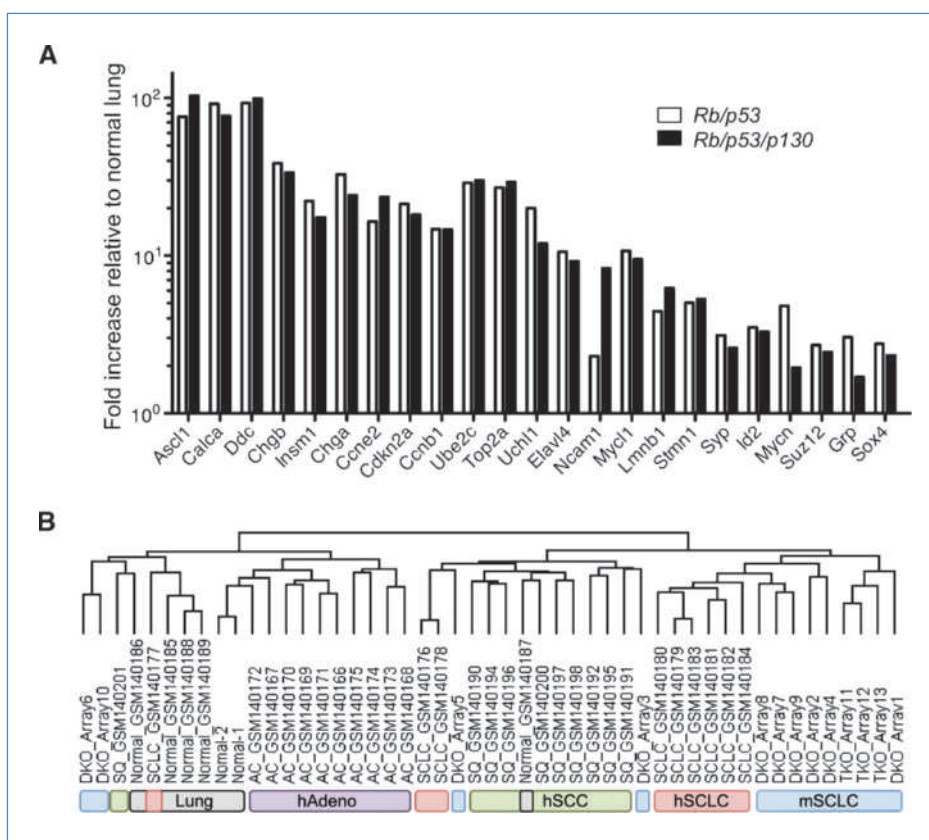 A
Fold increase relative to normal lung
10²
10¹
10⁰
Rb/p53
Rb/p53/p130
Ascl1
Calca
Ddc
Chgb
Insm1
Chga
Ccne2
Cdkn2a
Ccnb1
Ube2c
Top2a
Uchl1
Elavl4
Ncam1
Mycl1
Lmnb1
Stmn1
Syp
Id2
Mycn
Suz12
Grp
Sox4
B
DKO_Array6
DKO_Array10
SQ_GSM140201
Normal_GSM140186
SCLC_GSM140177
Normal_GSM140185
Normal_GSM140188
Normal_GSM140189
Nomal-2
Nomal-1
AC_GSM140172
AC_GSM140167
AC_GSM140170
AC_GSM140169
AC_GSM140171
AC_GSM140166
AC_GSM140175
AC_GSM140174
AC_GSM140173
AC_GSM140168
SCLC_GSM140176
SCLC_GSM140178
DKO_Array5
SQ_GSM140190
SQ_GSM140194
SQ_GSM140196
Normal_GSM140187
SQ_GSM140200
SQ_GSM140197
SQ_GSM140198
SQ_GSM140192
SQ_GSM140195
SQ_GSM140191
DKO_Array3
SCLC_GSM140180
SCLC_GSM140179
SCLC_GSM140183
SCLC_GSM140181
SCLC_GSM140182
SCLC_GSM140184
DKO_Array8
DKO_Array7
DKO_Array9
DKO_Array2
DKO_Array4
TKO_Array11
TKO_Array12
TKO_Array13
DKO_Array1
Lung
hAdeno
hSCC
hSCLC
mSCLC